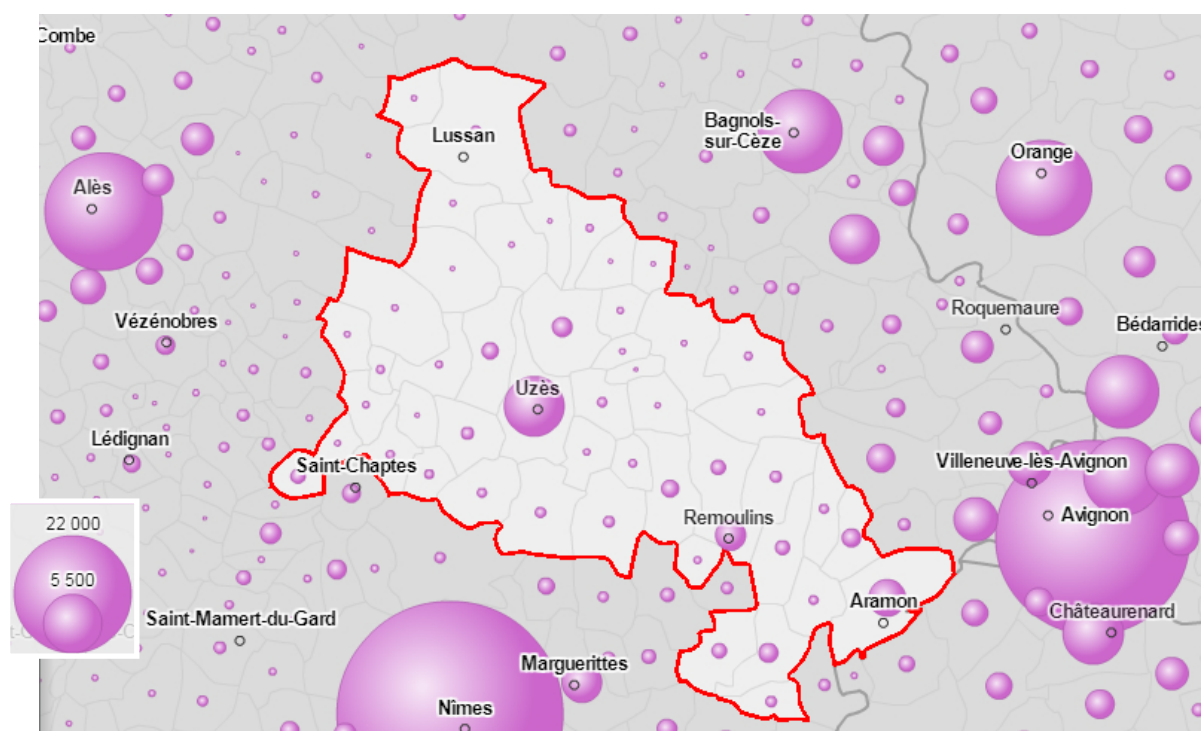 Combe
Bagnols-
sur-Cèze
Lussan
Orange
Alès
Roquemaure
Vézénobres
Bédarrides
Uzès
Lédignan
Saint-Chaptes
Villeneuve-lès-Avignon
Avignon
Remoulins
22 000
5 500
Aramon
Châteaurenard
Saint-Mamert-du-Gard
Marguerittes
Nîmes